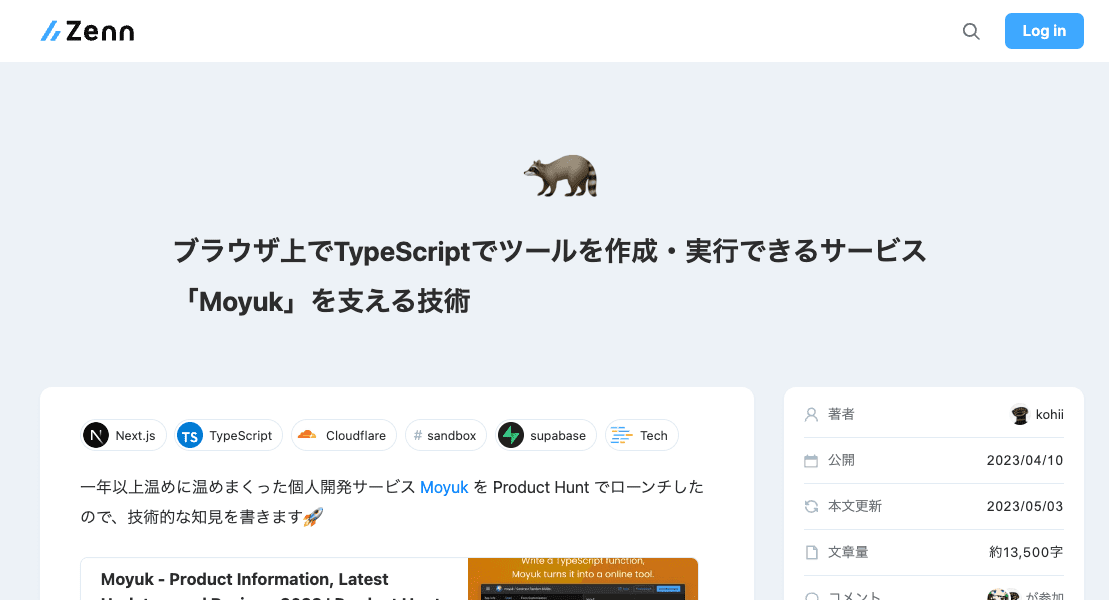 Zenn
Log in
ブラウザ上でTypeScriptでツールを作成・実行できるサービス
「Moyuk」を支える技術
Next.js TypeScript Cloudflare # sandbox supabase Tech
一年以上温めに温めまくった個人開発サービス Moyuk を Product Hunt でローンチした
ので、技術的な知見を書きます🚀
Moyuk - Product Information, Latest
Write a TypeScript function,
Moyuk turns it into a online tool.
著者 kohii
公開 2023/04/10
本文更新 2023/05/03
文章量 約13,500字
コメント が参加